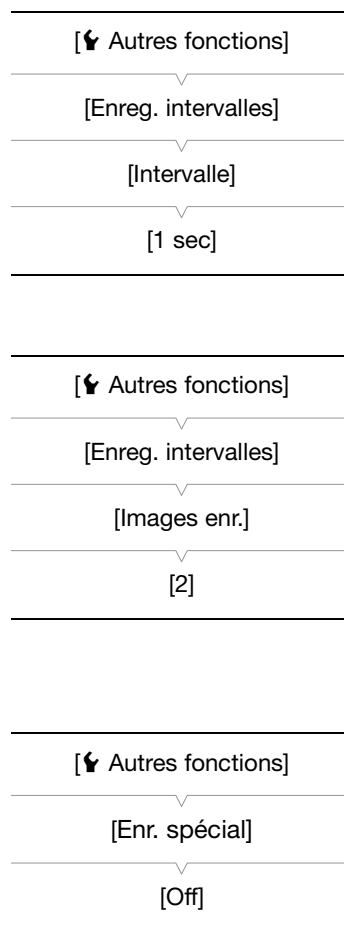 [Autres fonctions]
[Enreg. intervalles]
[Intervalle]
[1 sec]
[Autres fonctions]
[Enreg. intervalles]
[Images enr.]
[2]
[Autres fonctions]
[Enr. spécial]
[Off]